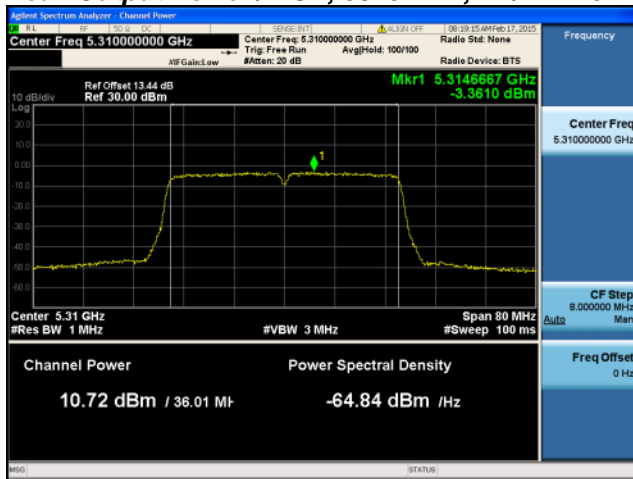 Agilent Spectrum Analyzer - Channel Power
RL RF 50 Ω DC SENSE:INT ALIGN OFF 08:19:15 AM Feb 17, 2015
Center Freq 5.310000000 GHz
Center Freq: 5.310000000 GHz
Radio Std: None
Trig: Free Run Avg|Hold: 100/100
#IFGain:Low #Atten: 20 dB Radio Device: BTS
Frequency
Mkr1 5.3146667 GHz
-3.3610 dBm
Ref Offset 13.44 dB
10 dB/div Ref 30.00 dBm
Log
20.0
10.0
0.00
-10.0
-20.0
-30.0
-40.0
-50.0
-60.0
1
Center 5.31 GHz Span 80 MHz
#Res BW 1 MHz #VBW 3 MHz #Sweep 100 ms
Channel Power Power Spectral Density
10.72 dBm / 36.01 MH -64.84 dBm /Hz
Center Freq
5.310000000 GHz
CF Step
8.000000 MHz
Auto Man
Freq Offset
0 Hz
MSG STATUS